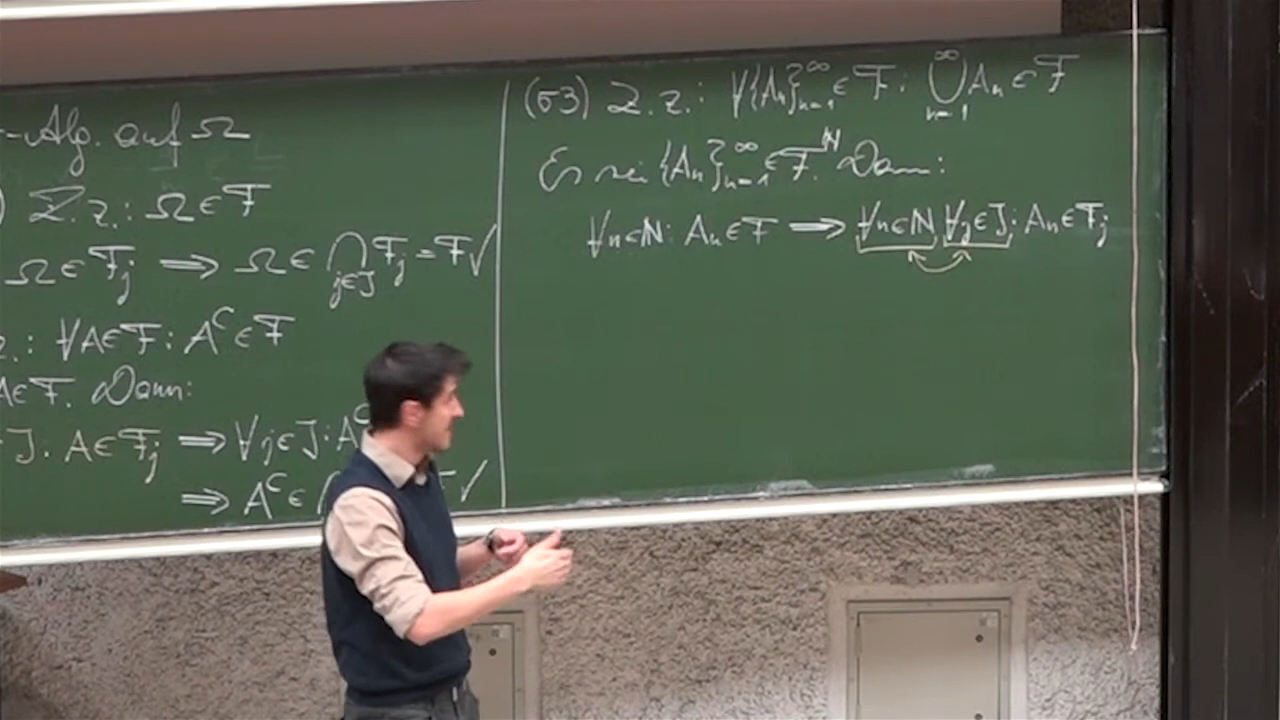 -Alg. auf Ω
) Z.z.: Ω∈F
Ω∈F_j ⇒ Ω∈ ⋂_{j∈J} F_j = F ✓
z.: ∀A∈F: A^C∈F
A∈F. Dann:
J: A∈F_j ⇒ ∀j∈J: A^C
⇒ A^C∈ ✓
(σ3) Z.z.: ∀{A_n}_{n=1}^∞ ∈ F: ⋃_{n=1}^∞ A_n ∈ F
Es sei {A_n}_{n=1}^∞ ∈ F^ℕ. Dann:
∀n∈ℕ: A_n∈F ⇒ ∀n∈ℕ ∀j∈J: A_n∈F_j